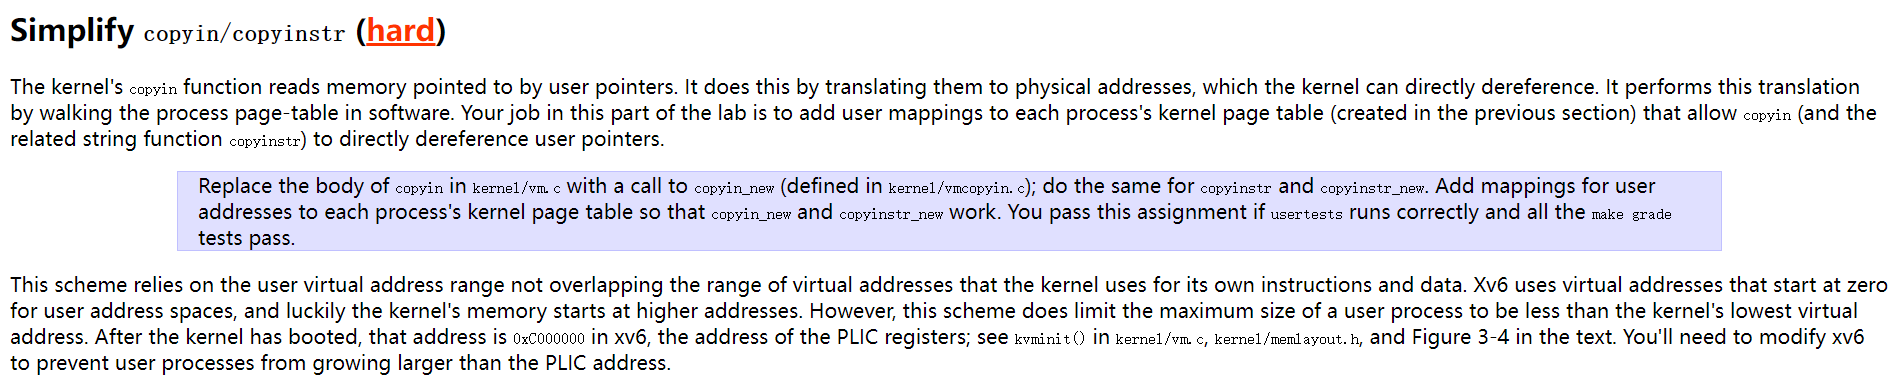 Simplify copyin/copyinstr (hard)
The kernel's copyin function reads memory pointed to by user pointers. It does this by translating them to physical addresses, which the kernel can directly dereference. It performs this translation
by walking the process page-table in software. Your job in this part of the lab is to add user mappings to each process's kernel page table (created in the previous section) that allow copyin (and the
related string function copyinstr) to directly dereference user pointers.
Replace the body of copyin in kernel/vm.c with a call to copyin_new (defined in kernel/vmcopyin.c); do the same for copyinstr and copyinstr_new. Add mappings for user
addresses to each process's kernel page table so that copyin_new and copyinstr_new work. You pass this assignment if usertests runs correctly and all the make grade
tests pass.
This scheme relies on the user virtual address range not overlapping the range of virtual addresses that the kernel uses for its own instructions and data. Xv6 uses virtual addresses that start at zero
for user address spaces, and luckily the kernel's memory starts at higher addresses. However, this scheme does limit the maximum size of a user process to be less than the kernel's lowest virtual
address. After the kernel has booted, that address is 0xC000000 in xv6, the address of the PLIC registers; see kvminit() in kernel/vm.c, kernel/memlayout.h, and Figure 3-4 in the text. You'll need to modify xv6
to prevent user processes from growing larger than the PLIC address.